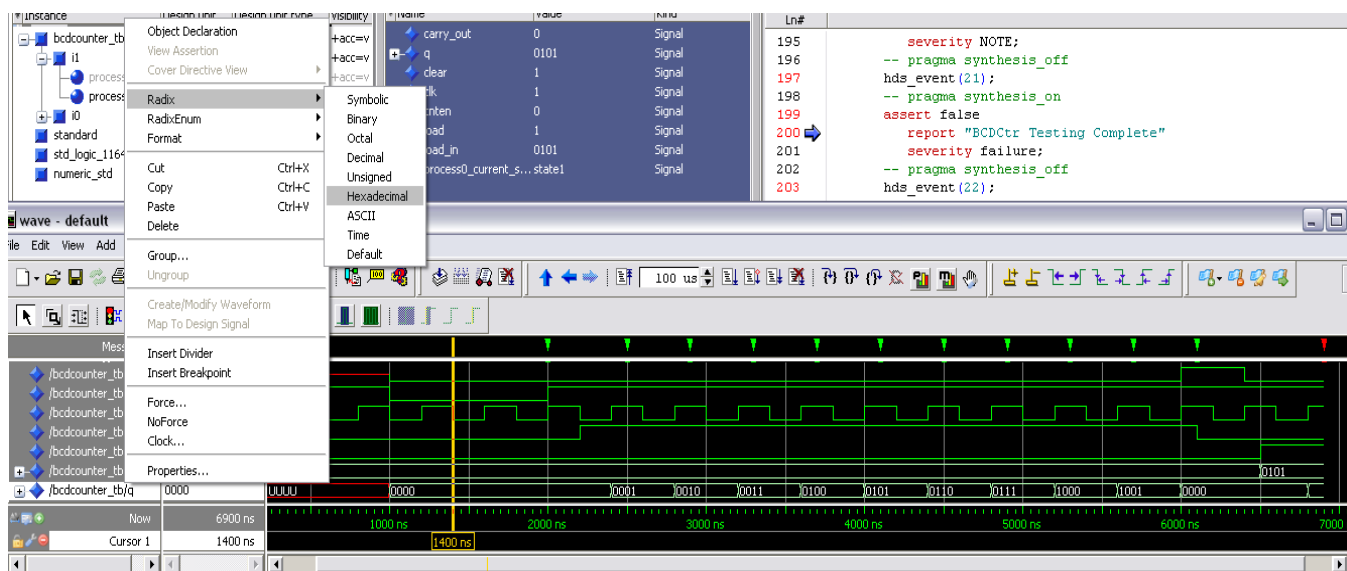 Instance Design unit Design unit type Visibility
bcdcounter_tb +acc=v
i1 +acc=v
process +acc=v
process
i0
standard
std_logic_1164
numeric_std
Object Declaration
View Assertion
Cover Directive View
Radix
RadixEnum
Format
Cut Ctrl+X
Copy Ctrl+C
Paste Ctrl+V
Delete
Group...
Ungroup
Create/Modify Waveform
Map To Design Signal
Insert Divider
Insert Breakpoint
Force...
NoForce
Clock...
Properties...
Symbolic
Binary
Octal
Decimal
Unsigned
Hexadecimal
ASCII
Time
Default
Name Value Kind
carry_out 0 Signal
q 0101 Signal
clear 1 Signal
clk 1 Signal
cnten 0 Signal
load 1 Signal
load_in 0101 Signal
process0_current_s... state1 Signal
Ln#
195 severity NOTE;
196 -- pragma synthesis_off
197 hds_event(21);
198 -- pragma synthesis_on
199 assert false
200 report "BCDCtr Testing Complete"
201 severity failure;
202 -- pragma synthesis_off
203 hds_event(22);
wave - default
File Edit View Add
100 us
Mess
/bcdcounter_tb
/bcdcounter_tb
/bcdcounter_tb
/bcdcounter_tb
/bcdcounter_tb
/bcdcounter_tb 0101
/bcdcounter_tb/q 0000 UUUU 0000 0001 0010 0011 0100 0101 0110 0111 1000 1001 0000
Now 6900 ns 1000 ns 2000 ns 3000 ns 4000 ns 5000 ns 6000 ns 7000
Cursor 1 1400 ns 1400 ns